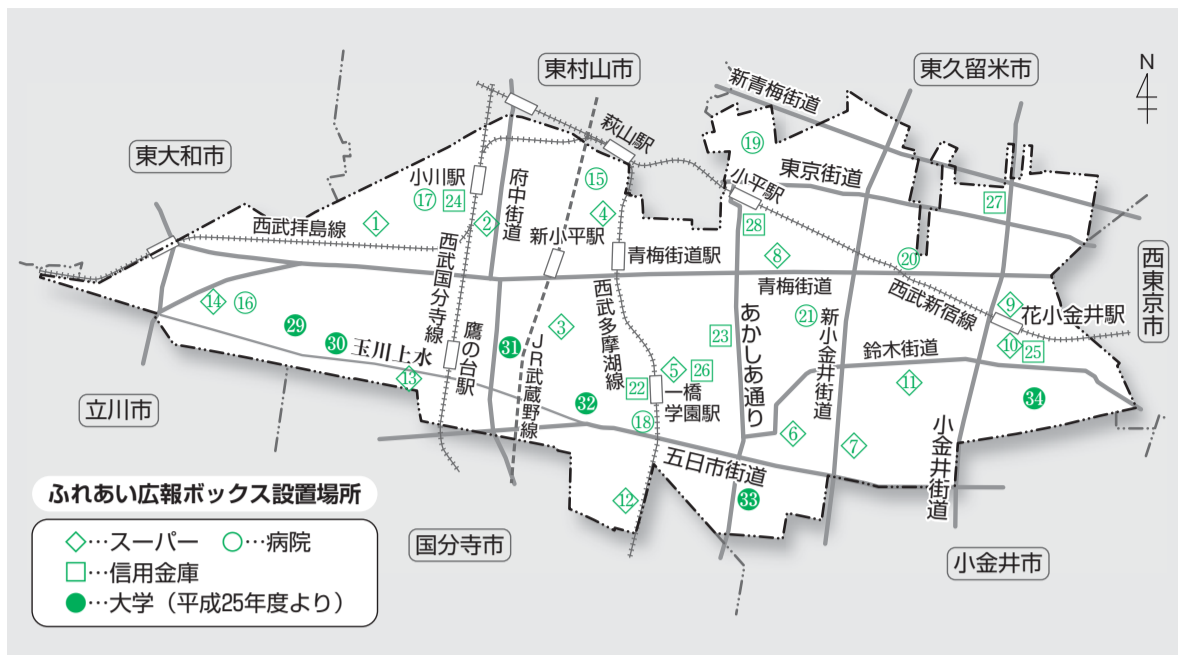 東村山市
東久留米市
N
新青梅街道
萩山駅
東大和市
⑲
東京街道
小川駅
府中街道
⑮
小平駅
⑰
24
27
①
②
④
新小平駅
28
西武拝島線
青梅街道駅
⑧
⑳
西東京市
西武国分寺線
青梅街道
西武新宿線
⑭
⑯
西武多摩湖線
あかしあ通り
㉑
新小金井街道
⑨
花小金井駅
29
③
23
30
玉川上水
鷹の台駅
31
JR武蔵野線
鈴木街道
⑩
25
⑬
⑤
26
⑪
22
一橋
学園駅
34
立川市
32
⑱
⑥
⑦
小金井街道
五日市街道
⑫
33
国分寺市
小金井市
ふれあい広報ボックス設置場所
◇…スーパー ○…病院
□…信用金庫
●…大学（平成25年度より）